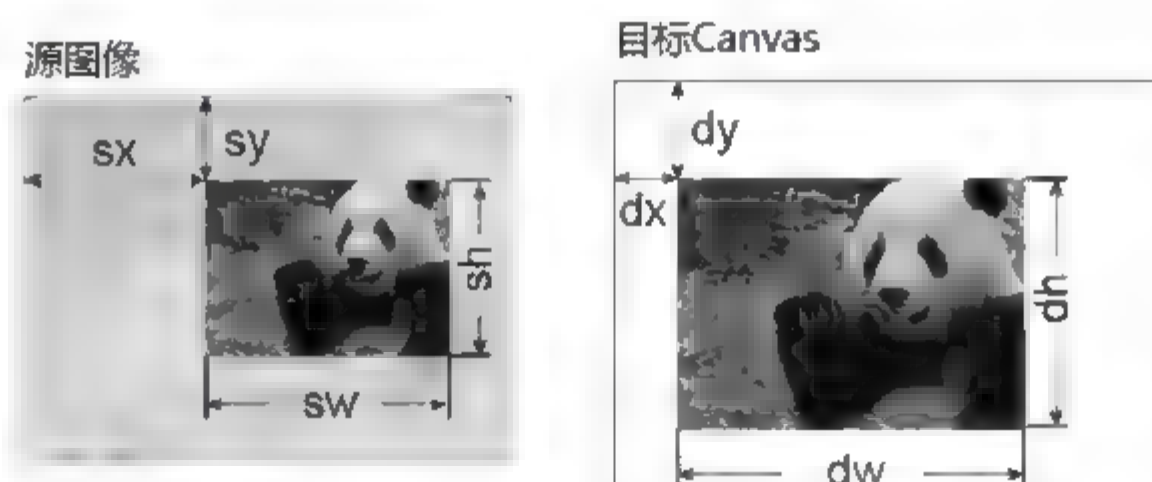 源图像
目标Canvas
sx
sy
sh
sw
dy
dx
dh
dw